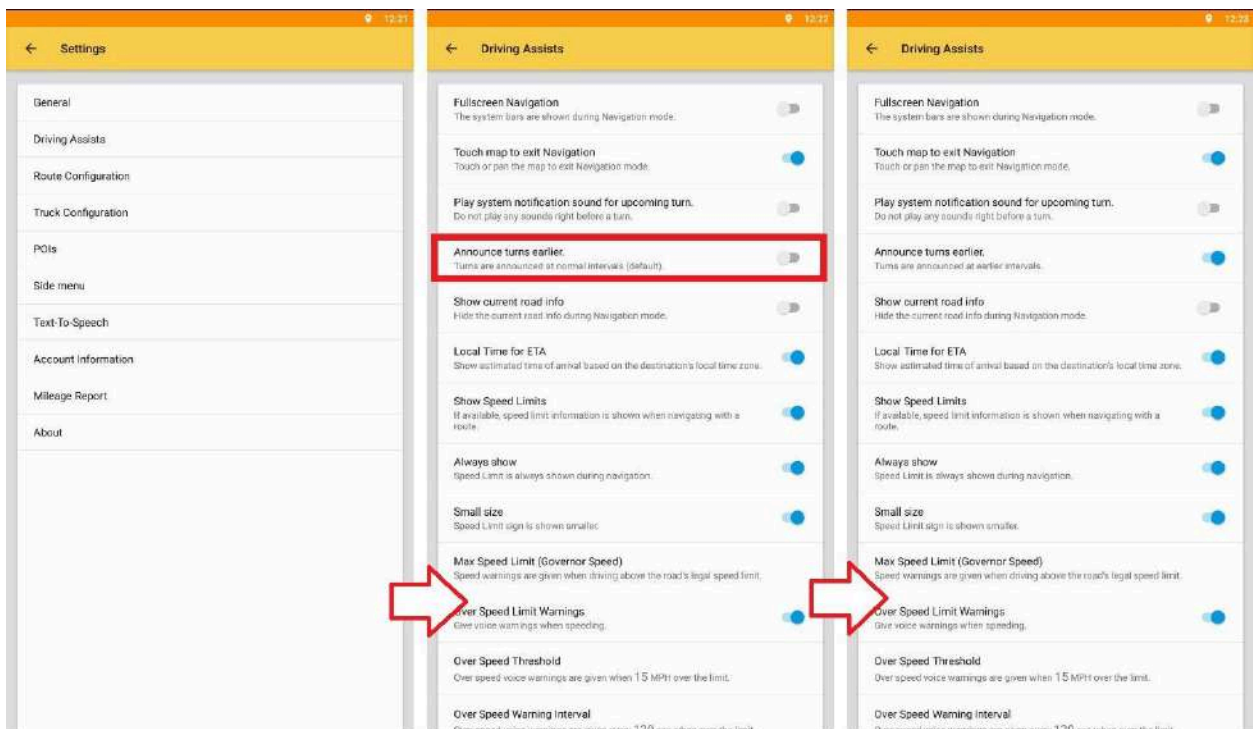 12:21
Settings
General
Driving Assists
Route Configuration
Truck Configuration
POIs
Side menu
Text-To-Speech
Account Information
Mileage Report
About
12:22
Driving Assists
Fullscreen Navigation
The system bars are shown during Navigation mode.
Touch map to exit Navigation
Touch or pan the map to exit Navigation mode.
Play system notification sound for upcoming turn.
Do not play any sounds right before a turn.
Announce turns earlier.
Turns are announced at normal intervals (default).
Show current road info
Hide the current road info during Navigation mode.
Local Time for ETA
Show estimated time of arrival based on the destination's local time zone.
Show Speed Limits
If available, speed limit information is shown when navigating with a
route.
Always show
Speed Limit is always shown during navigation.
Small size
Speed Limit sign is shown smaller.
Max Speed Limit (Governor Speed)
Speed warnings are given when driving above the road's legal speed limit.
Over Speed Limit Warnings
Give voice warnings when speeding.
Over Speed Threshold
Over speed voice warnings are given when 15 MPH over the limit.
Over Speed Warning Interval
12:23
Driving Assists
Fullscreen Navigation
The system bars are shown during Navigation mode.
Touch map to exit Navigation
Touch or pan the map to exit Navigation mode.
Play system notification sound for upcoming turn.
Do not play any sounds right before a turn.
Announce turns earlier.
Turns are announced at earlier intervals.
Show current road info
Hide the current road info during Navigation mode.
Local Time for ETA
Show estimated time of arrival based on the destination's local time zone.
Show Speed Limits
If available, speed limit information is shown when navigating with a
route.
Always show
Speed Limit is always shown during navigation.
Small size
Speed Limit sign is shown smaller.
Max Speed Limit (Governor Speed)
Speed warnings are given when driving above the road's legal speed limit.
Over Speed Limit Warnings
Give voice warnings when speeding.
Over Speed Threshold
Over speed voice warnings are given when 15 MPH over the limit.
Over Speed Warning Interval